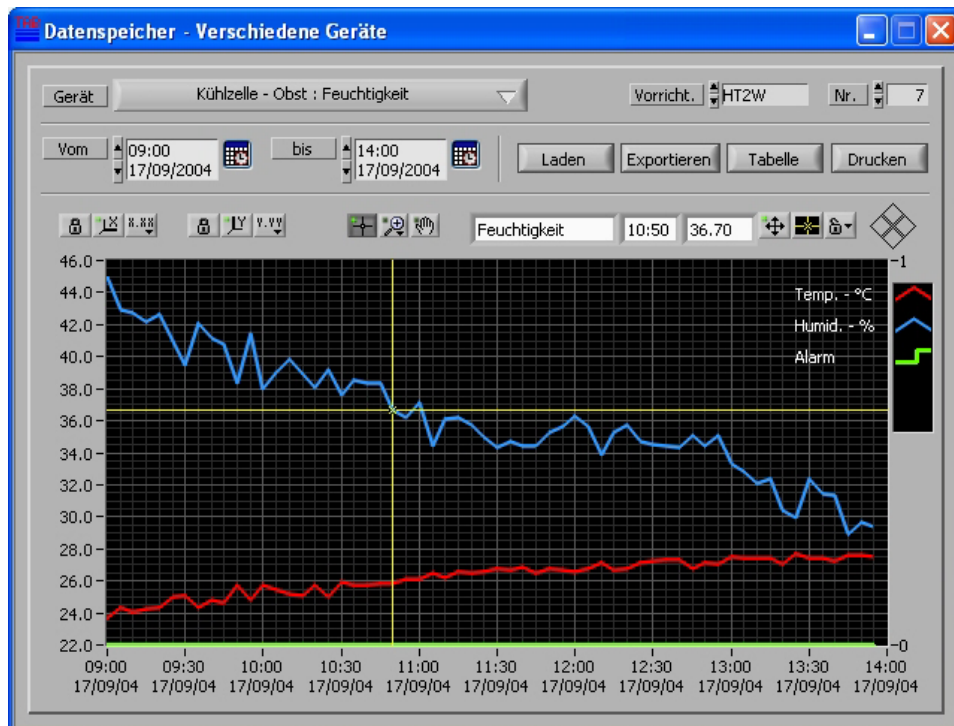 TAB Datenspeicher - Verschiedene Geräte
Gerät Kühlzelle - Obst : Feuchtigkeit Vorricht. HT2W Nr. 7
Vom 09:00 17/09/2004 bis 14:00 17/09/2004 Laden Exportieren Tabelle Drucken
X X.XX Y Y.YY Feuchtigkeit 10:50 36.70
46.0 1
44.0 Temp. - °C
42.0 Humid. - %
40.0 Alarm
38.0
36.0
34.0
32.0
30.0
28.0
26.0
24.0
22.0 0
09:00 09:30 10:00 10:30 11:00 11:30 12:00 12:30 13:00 13:30 14:00
17/09/04 17/09/04 17/09/04 17/09/04 17/09/04 17/09/04 17/09/04 17/09/04 17/09/04 17/09/04 17/09/04